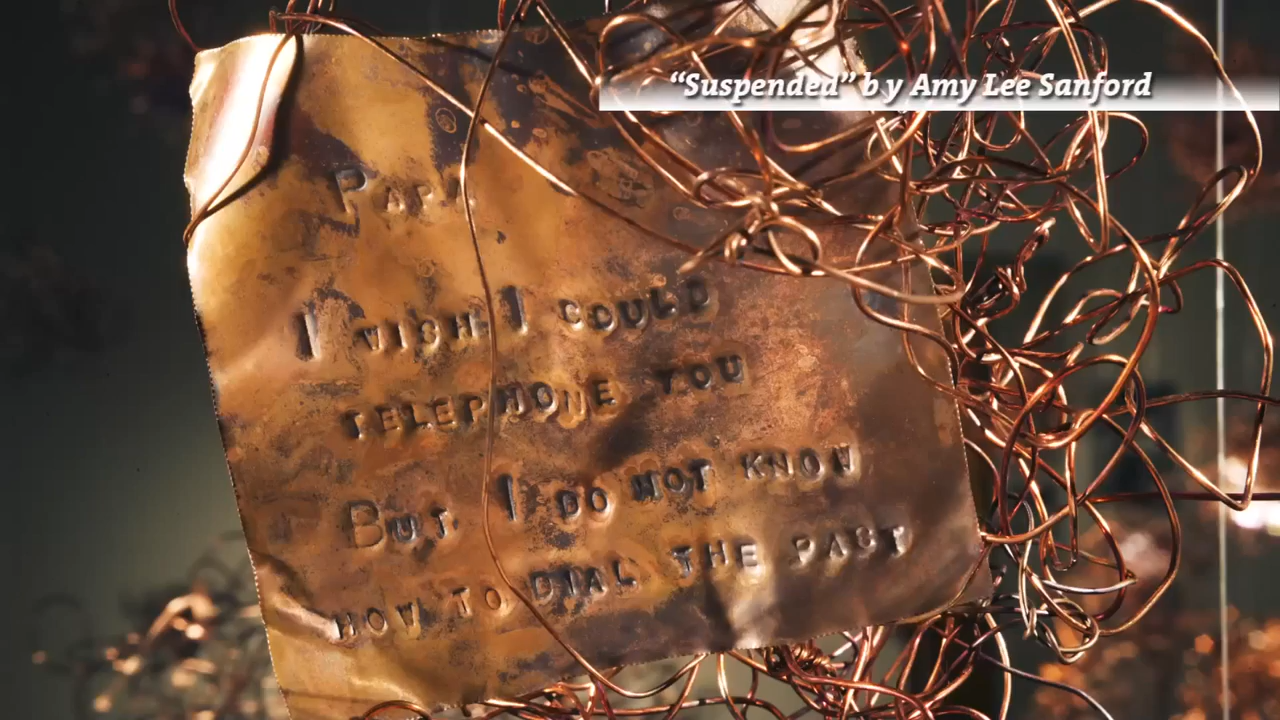 “Suspended” by Amy Lee Sanford
PAPA
I WISH I COULD
TELEPHONE YOU
BUT I DO NOT KNOW
HOW TO DIAL THE PAST